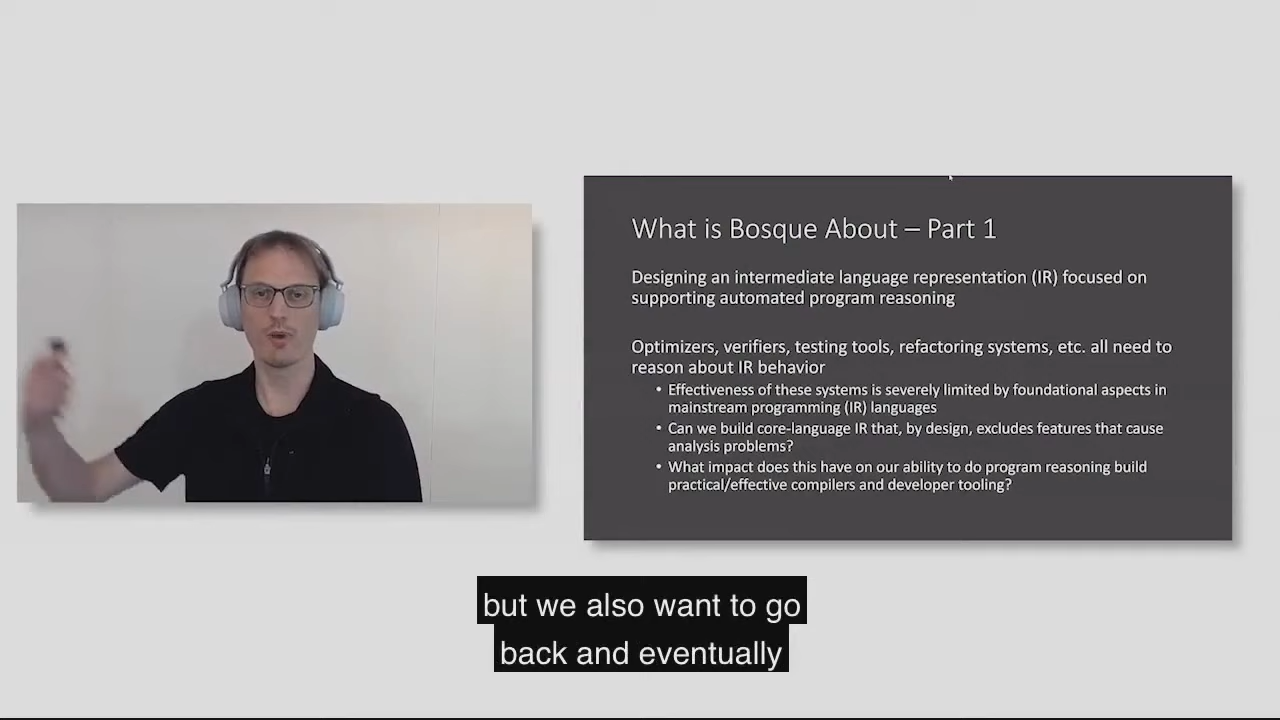 What is Bosque About – Part 1
Designing an intermediate language representation (IR) focused on
supporting automated program reasoning
Optimizers, verifiers, testing tools, refactoring systems, etc. all need to
reason about IR behavior
• Effectiveness of these systems is severely limited by foundational aspects in
mainstream programming (IR) languages
• Can we build core-language IR that, by design, excludes features that cause
analysis problems?
• What impact does this have on our ability to do program reasoning build
practical/effective compilers and developer tooling?
but we also want to go
back and eventually